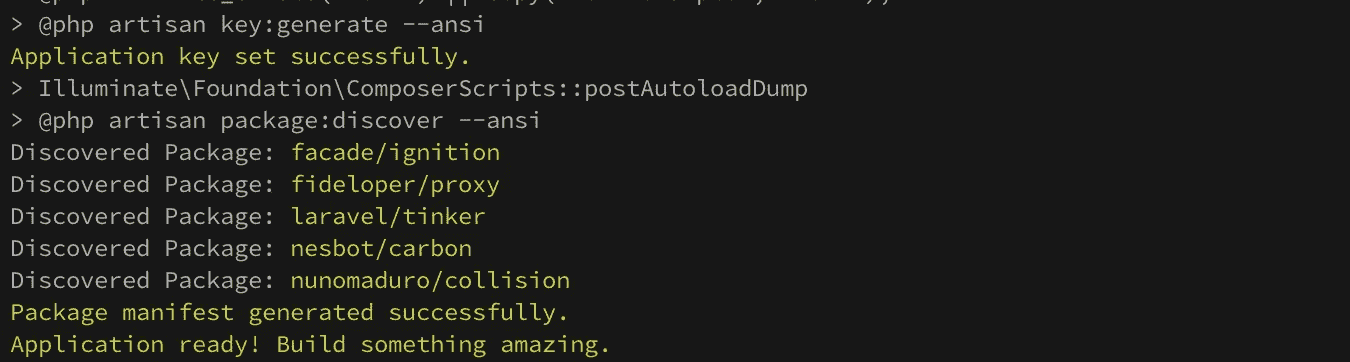 > @php artisan key:generate --ansi
Application key set successfully.
> Illuminate\Foundation\ComposerScripts::postAutoloadDump
> @php artisan package:discover --ansi
Discovered Package: facade/ignition
Discovered Package: fideloper/proxy
Discovered Package: laravel/tinker
Discovered Package: nesbot/carbon
Discovered Package: nunomaduro/collision
Package manifest generated successfully.
Application ready! Build something amazing.